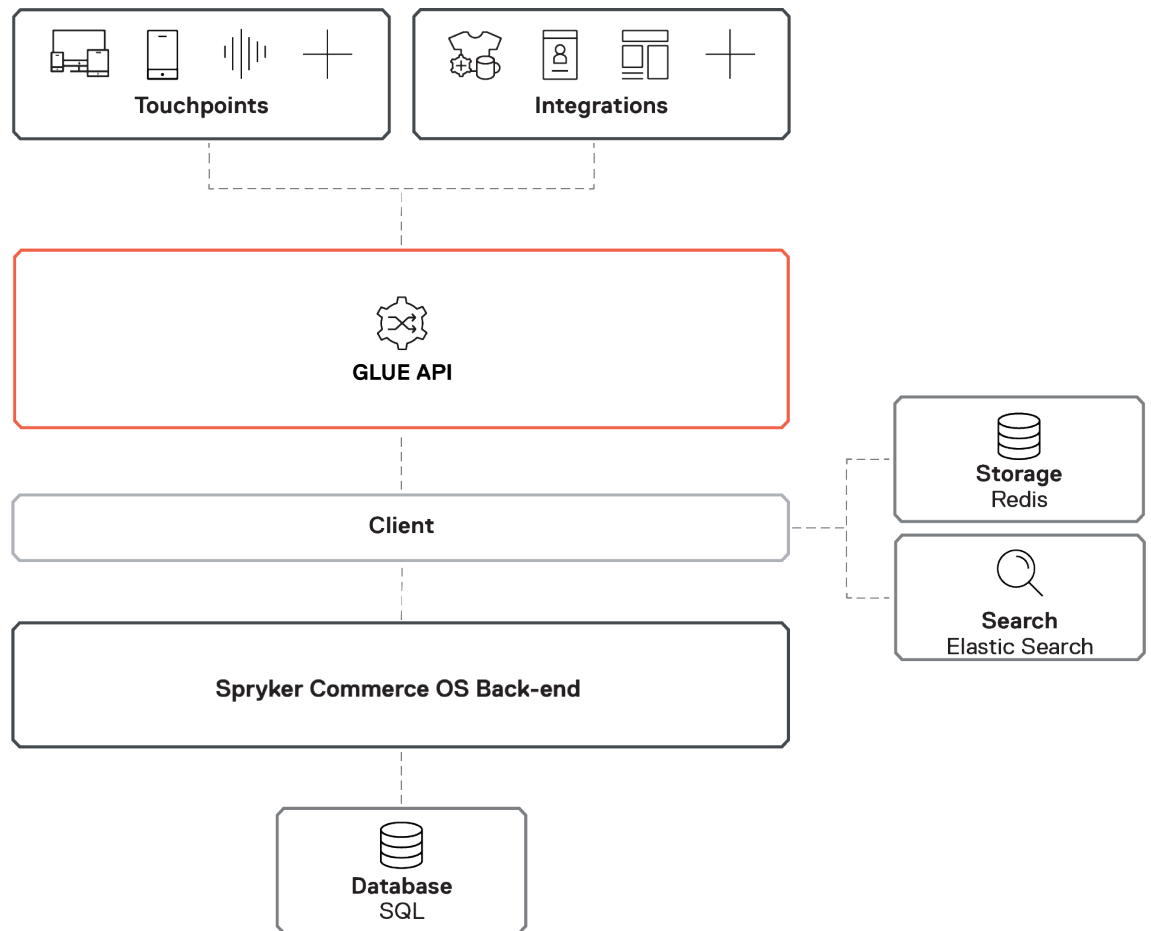 Touchpoints
Integrations
GLUE API
Storage
Redis
Client
Search
Elastic Search
Spryker Commerce OS Back-end
Database
SQL